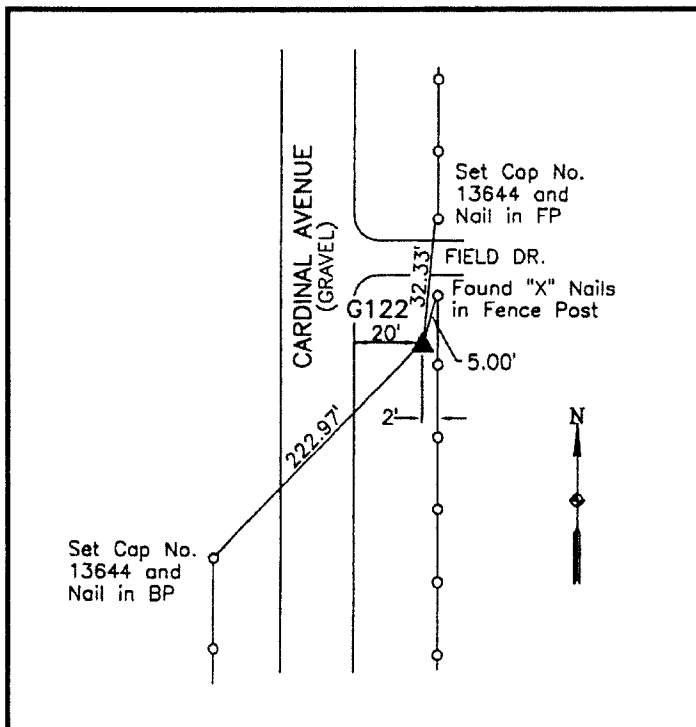 CARDINAL AVENUE
(GRAVEL)
Set Cap No.
13644 and
Nail in FP
32.33'
FIELD DR.
Found "X" Nails
in Fence Post
G122
20'
5.00'
2'
222.97'
N
Set Cap No.
13644 and
Nail in BP